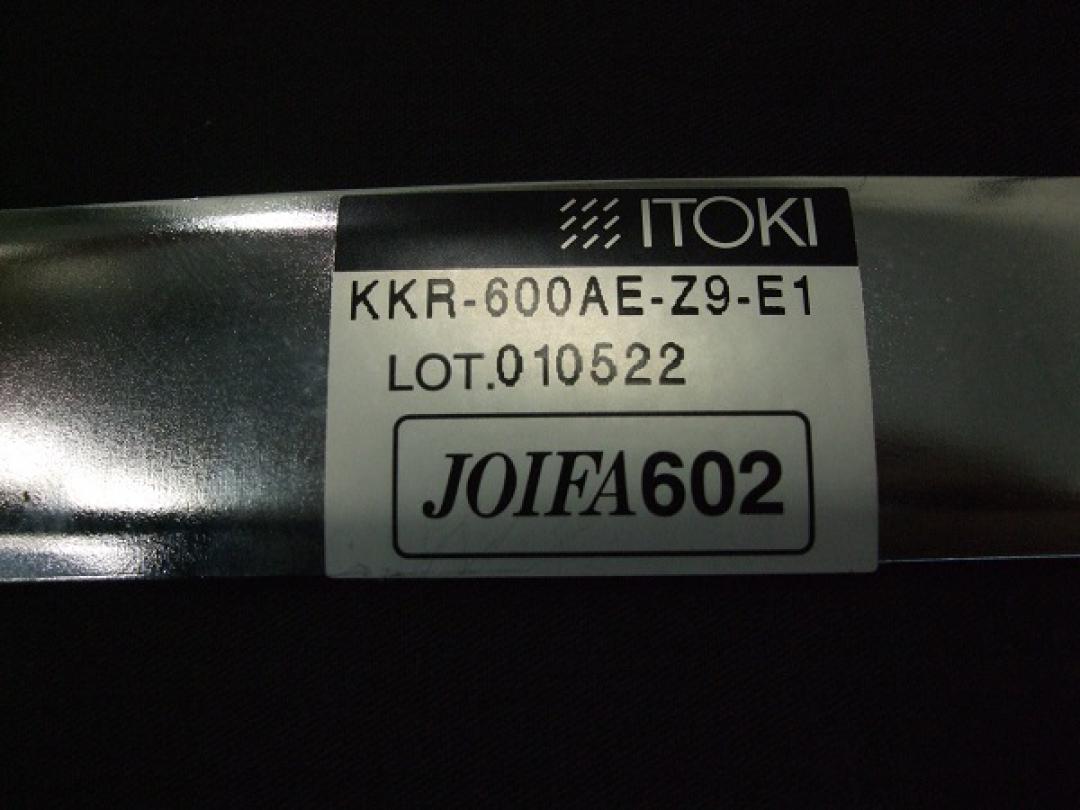 ITOKI
KKR-600AE-Z9-E1
LOT.010522
JOIFA602